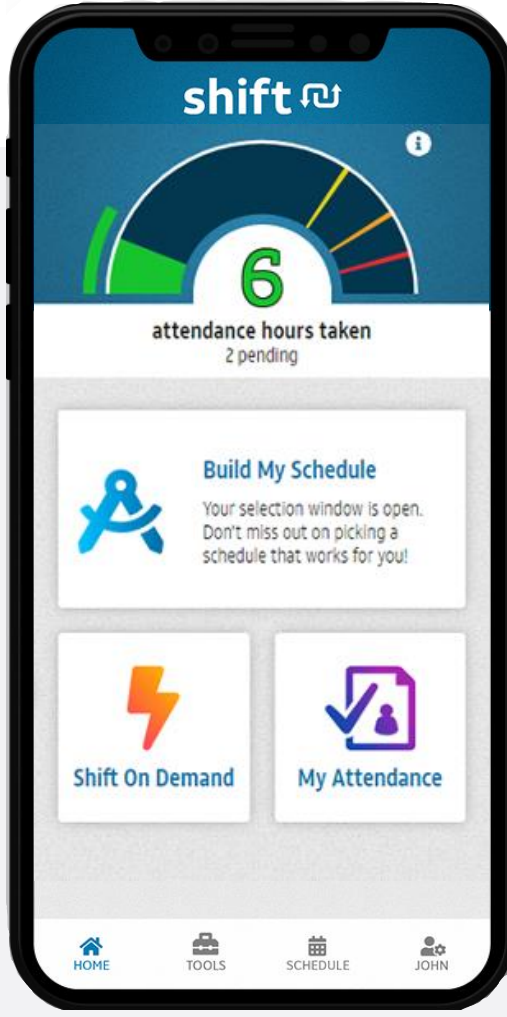 shift
6
attendance hours taken
2 pending
Build My Schedule
Your selection window is open.
Don't miss out on picking a
schedule that works for you!
Shift On Demand
My Attendance
HOME
TOOLS
SCHEDULE
JOHN